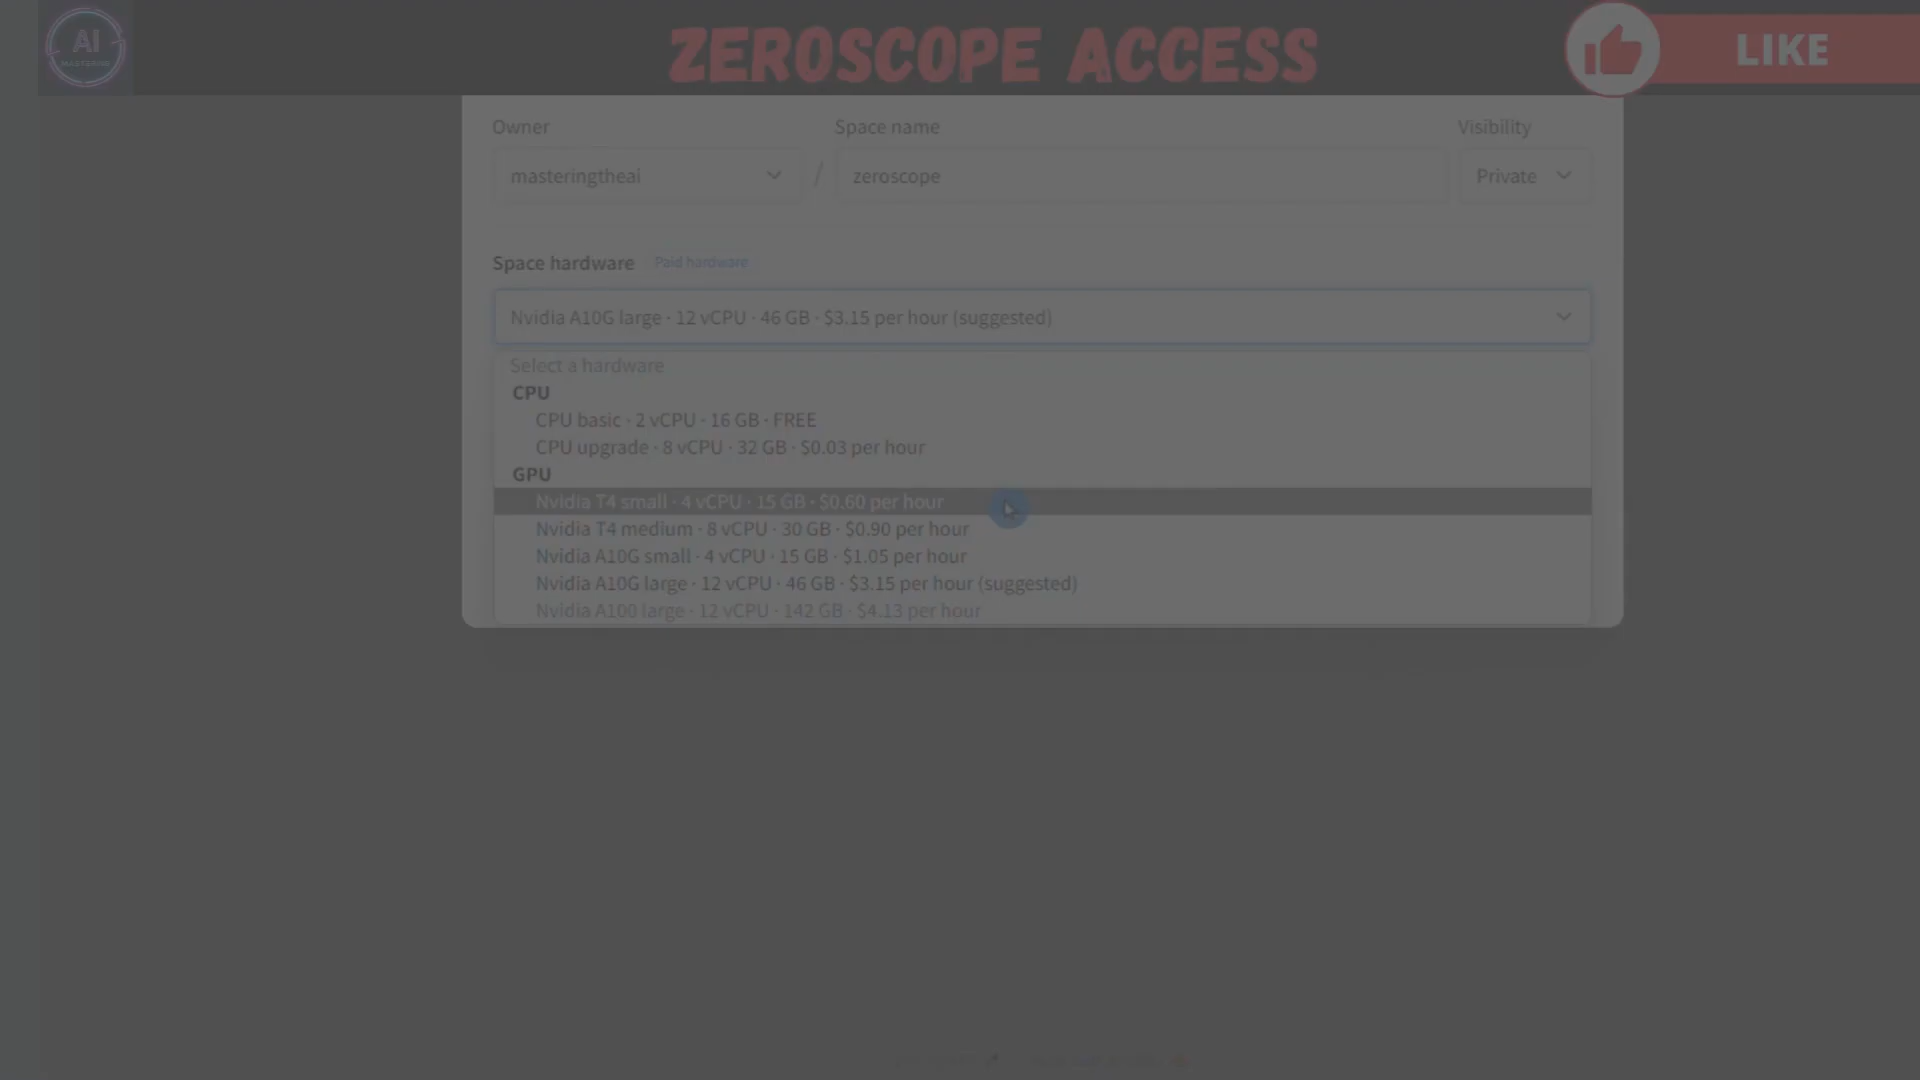 AI
MASTERING
ZEROSCOPE ACCESS
LIKE
Owner
Space name
Visibility
masteringtheai
/
zeroscope
Private
Space hardware
Paid hardware
Nvidia A10G large · 12 vCPU · 46 GB · $3.15 per hour (suggested)
Select a hardware
CPU
CPU basic · 2 vCPU · 16 GB · FREE
CPU upgrade · 8 vCPU · 32 GB · $0.03 per hour
GPU
Nvidia T4 small · 4 vCPU · 15 GB · $0.60 per hour
Nvidia T4 medium · 8 vCPU · 30 GB · $0.90 per hour
Nvidia A10G small · 4 vCPU · 15 GB · $1.05 per hour
Nvidia A10G large · 12 vCPU · 46 GB · $3.15 per hour (suggested)
Nvidia A100 large · 12 vCPU · 142 GB · $4.13 per hour